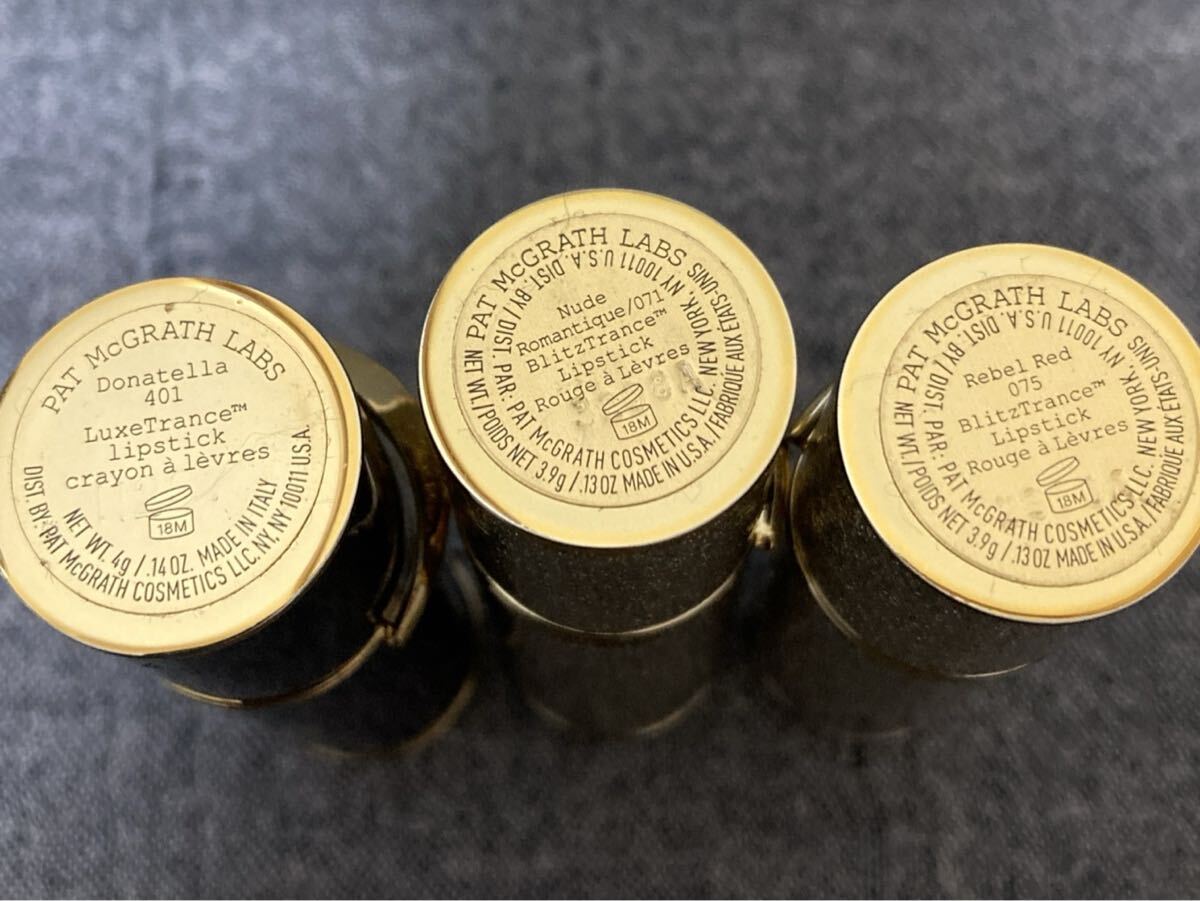 PAT McGRATH LABS
Donatella
401
LuxeTrance™
lipstick
crayon à lèvres
18M
NET WT. 4g / .14 OZ. MADE IN ITALY
DIST. BY: PAT McGRATH COSMETICS LLC. NY, NY 10011 U.S.A.
PAT McGRATH LABS
Nude
Romantique/071
BlitzTrance™
Lipstick
Rouge à Lèvres
18M
DIST. BY / DIST. PAR: PAT McGRATH COSMETICS LLC. NEW YORK, NY 10011 U.S.A.
NET WT. / POIDS NET 3.9g / .13 OZ MADE IN U.S.A. / FABRIQUÉ AUX ÉTATS-UNIS
PAT McGRATH LABS
Rebel Red
075
BlitzTrance™
Lipstick
Rouge à Lèvres
18M
DIST. BY / DIST. PAR: PAT McGRATH COSMETICS LLC. NEW YORK, NY 10011 U.S.A.
NET WT. / POIDS NET 3.9g / .13 OZ MADE IN U.S.A. / FABRIQUÉ AUX ÉTATS-UNIS